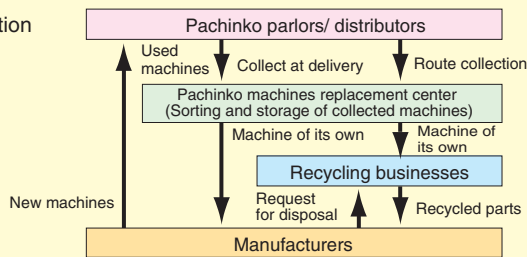 tion
Pachinko parlors/ distributors
Used
machines
Collect at delivery
Route collection
Pachinko machines replacement center
(Sorting and storage of collected machines)
Machine of its own
Machine of
its own
Recycling businesses
New machines
Request
for disposal
Recycled parts
Manufacturers